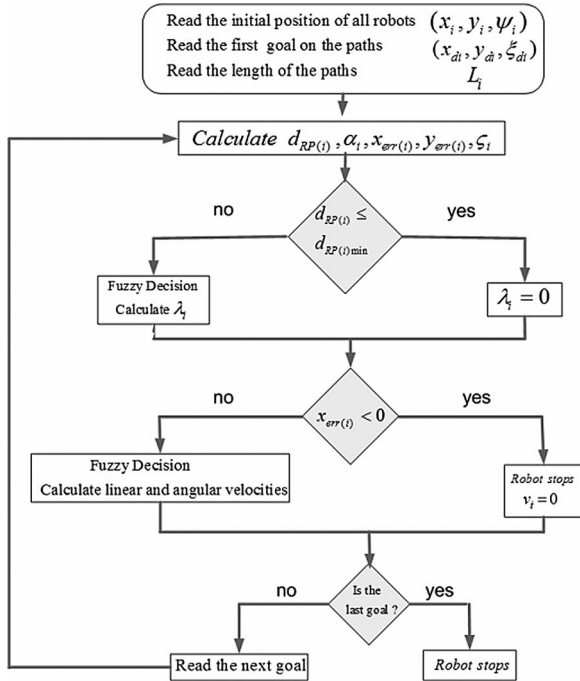 Read the initial position of all robots (x_i, y_i, ψ_i)
Read the first goal on the paths (x_di, y_di, ξ_di)
Read the length of the paths L_i
Calculate d_RP(i), α_i, x_err(i), y_err(i), ς_i
no
d_RP(i) ≤
d_RP(i)min
yes
Fuzzy Decision
Calculate λ_i
λ_i = 0
no
x_err(i) < 0
yes
Fuzzy Decision
Calculate linear and angular velocities
Robot stops
v_i = 0
no
Is the
last goal ?
yes
Read the next goal
Robot stops